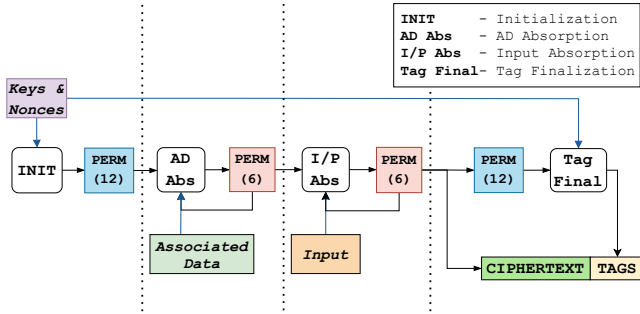 INIT - Initialization
AD Abs - AD Absorption
I/P Abs - Input Absorption
Tag Final- Tag Finalization
Keys &
Nonces
INIT
PERM
(12)
AD
Abs
PERM
(6)
I/P
Abs
PERM
(6)
PERM
(12)
Tag
Final
Associated
Data
Input
CIPHERTEXT
TAGS